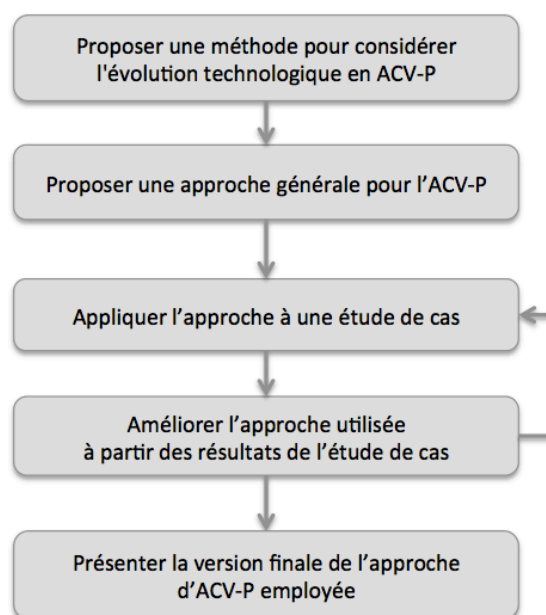 Proposer une méthode pour considérer
l'évolution technologique en ACV-P
Proposer une approche générale pour l’ACV-P
Appliquer l’approche à une étude de cas
Améliorer l’approche utilisée
à partir des résultats de l’étude de cas
Présenter la version finale de l’approche
d’ACV-P employée